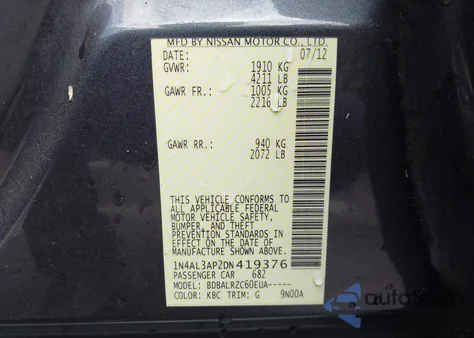 MFD BY NISSAN MOTOR CO., LTD.
DATE: 07/12
GVWR: 1910 KG
4211 LB
GAWR FR.: 1005 KG
2216 LB
GAWR RR.: 940 KG
2072 LB
THIS VEHICLE CONFORMS TO
ALL APPLICABLE FEDERAL
MOTOR VEHICLE SAFETY,
BUMPER, AND THEFT
PREVENTION STANDARDS
IN EFFECT ON THE DATE OF
MANUFACTURE SHOWN ABOVE.
1N4AL3AP2DN419376
PASSENGER CAR 682
MODEL: BDBALRZC60EUA-----
COLOR: KBC TRIM: G 9N00A
AutoShop